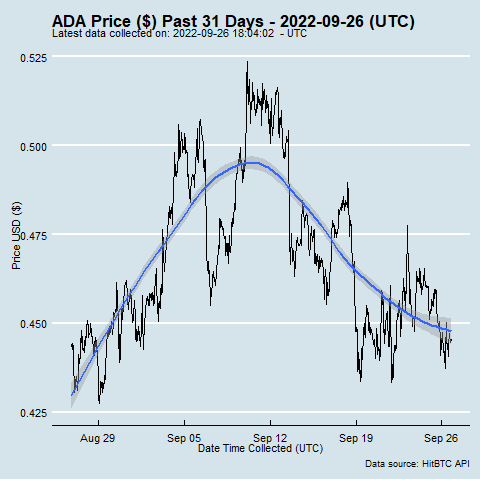 ADA Price ($) Past 31 Days - 2022-09-26 (UTC)
Latest data collected on: 2022-09-26 18:04:02 - UTC
0.525
0.500
0.475
0.450
0.425
Price USD ($)
Aug 29 Sep 05 Sep 12 Sep 19 Sep 26
Date Time Collected (UTC)
Data source: HitBTC API